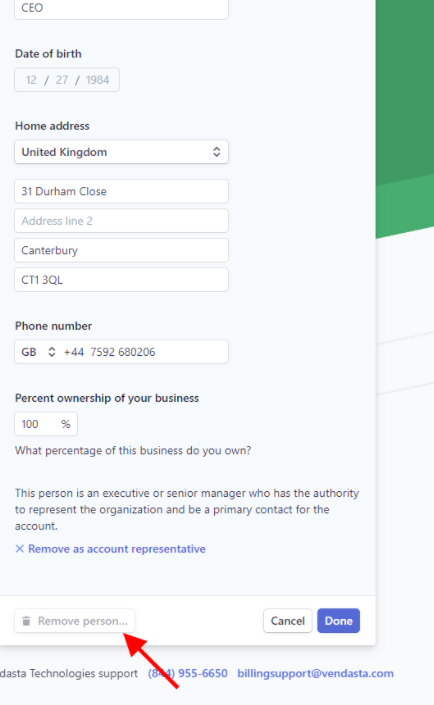 CEO
Date of birth
12 / 27 / 1984
Home address
United Kingdom
31 Durham Close
Address line 2
Canterbury
CT1 3QL
Phone number
GB +44 7592 680206
Percent ownership of your business
100 %
What percentage of this business do you own?
This person is an executive or senior manager who has the authority
to represent the organization and be a primary contact for the
account.
× Remove as account representative
Remove person...
Cancel Done
dasta Technologies support (844) 955-6650 billingsupport@vendasta.com